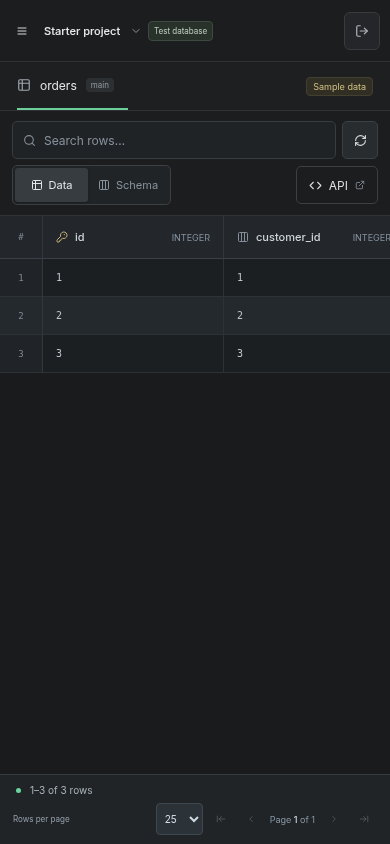 Starter project Test database
orders main Sample data
Search rows...
Data Schema API
# id INTEGER customer_id INTEGER
1 1 1
2 2 2
3 3 3
1–3 of 3 rows
Rows per page 25 Page 1 of 1